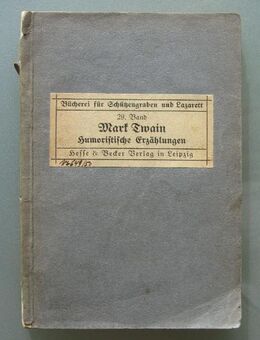 Bücherei für Schützengraben und Lazarett
29. Band
Mark Twain
Humoristische Erzählungen
Hesse & Becker Verlag in Leipzig